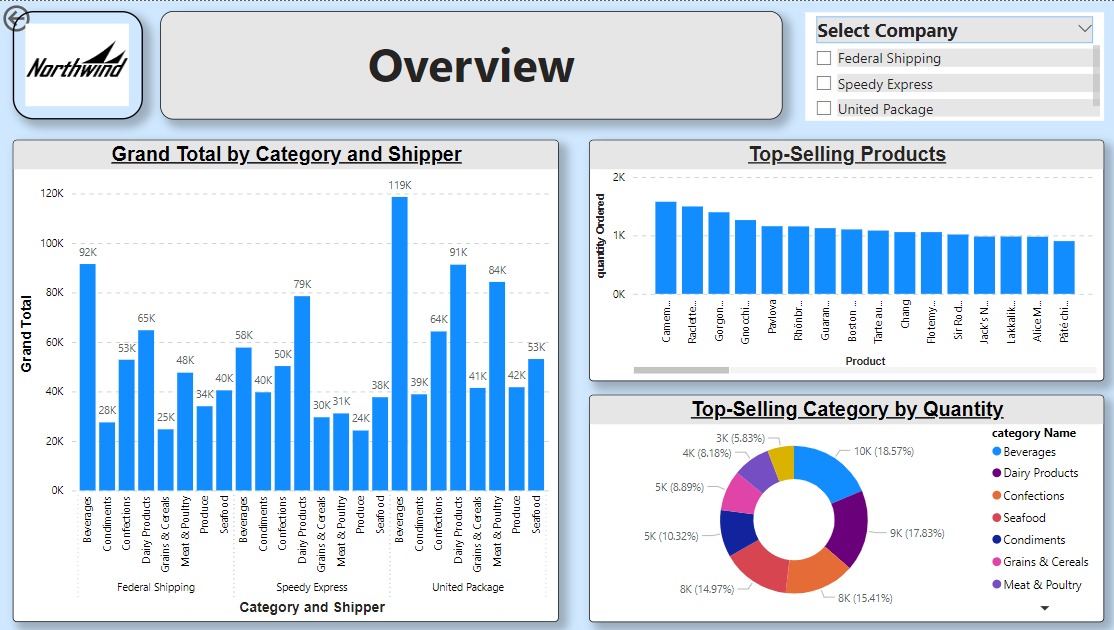 Northwind
Overview
Select Company
Federal Shipping
Speedy Express
United Package
Grand Total by Category and Shipper
Grand Total
120K
100K
80K
60K
40K
20K
0K
92K
28K
53K
65K
25K
48K
34K
40K
58K
40K
50K
79K
30K
31K
24K
38K
119K
39K
64K
91K
41K
84K
42K
53K
Beverages
Condiments
Confections
Dairy Products
Grains & Cereals
Meat & Poultry
Produce
Seafood
Beverages
Condiments
Confections
Dairy Products
Grains & Cereals
Meat & Poultry
Produce
Seafood
Beverages
Condiments
Confections
Dairy Products
Grains & Cereals
Meat & Poultry
Produce
Seafood
Federal Shipping
Speedy Express
United Package
Category and Shipper
Top-Selling Products
quantity Ordered
2K
1K
0K
Camem...
Raclette...
Gorgon...
Gnocchi...
Pavlova
Rhönbr...
Guaran...
Boston ...
Tarte au...
Chang
Flotemy...
Sir Rod...
Jack's N...
Lakkalik...
Alice M...
Pâté chi...
Product
Top-Selling Category by Quantity
10K (18.57%)
9K (17.83%)
8K (15.41%)
8K (14.97%)
5K (10.32%)
5K (8.89%)
4K (8.18%)
3K (5.83%)
category Name
Beverages
Dairy Products
Confections
Seafood
Condiments
Grains & Cereals
Meat & Poultry